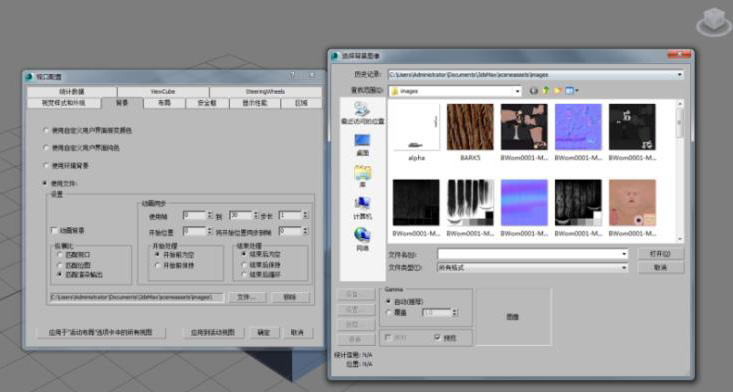 视口配置
统计数据
ViewCube
SteeringWheels
视觉样式和外观
背景
布局
安全框
显示性能
区域
使用自定义用户界面渐变颜色
使用自定义用户界面纯色
使用环境背景
使用文件:
设置
动画背景
纵横比
匹配视口
匹配位图
匹配渲染输出
动画同步
使用帧
0
到
30
步长
1
开始位置
0
将开始位置同步到帧
0
开始处理
开始前为空
开始前保持
结束处理
结束后为空
结束后保持
结束后循环
C:\Users\Administrator\Documents\3dsMax\sceneassets\images\
文件...
移除
应用于“活动布局”选项卡中的所有视图
应用到活动视图
确定
取消
选择背景图像
历史记录:
C:\Users\Administrator\Documents\3dsMax\sceneassets\images
查找范围(I):
images
最近访问的位置
桌面
库
计算机
网络
alpha
BARK5
BWom0001-M...
BWom0001-M...
BWom0001-M...
BWom0001-M...
BWom0001-M...
BWom0001-M...
BWom0001-M...
BWom0001-M...
文件名(N):
打开(O)
文件类型(T):
所有格式
取消
设备...
设置...
Gamma
自动(推荐)
覆盖
1.0
序列
预览
图像
统计信息: N/A
位置: N/A